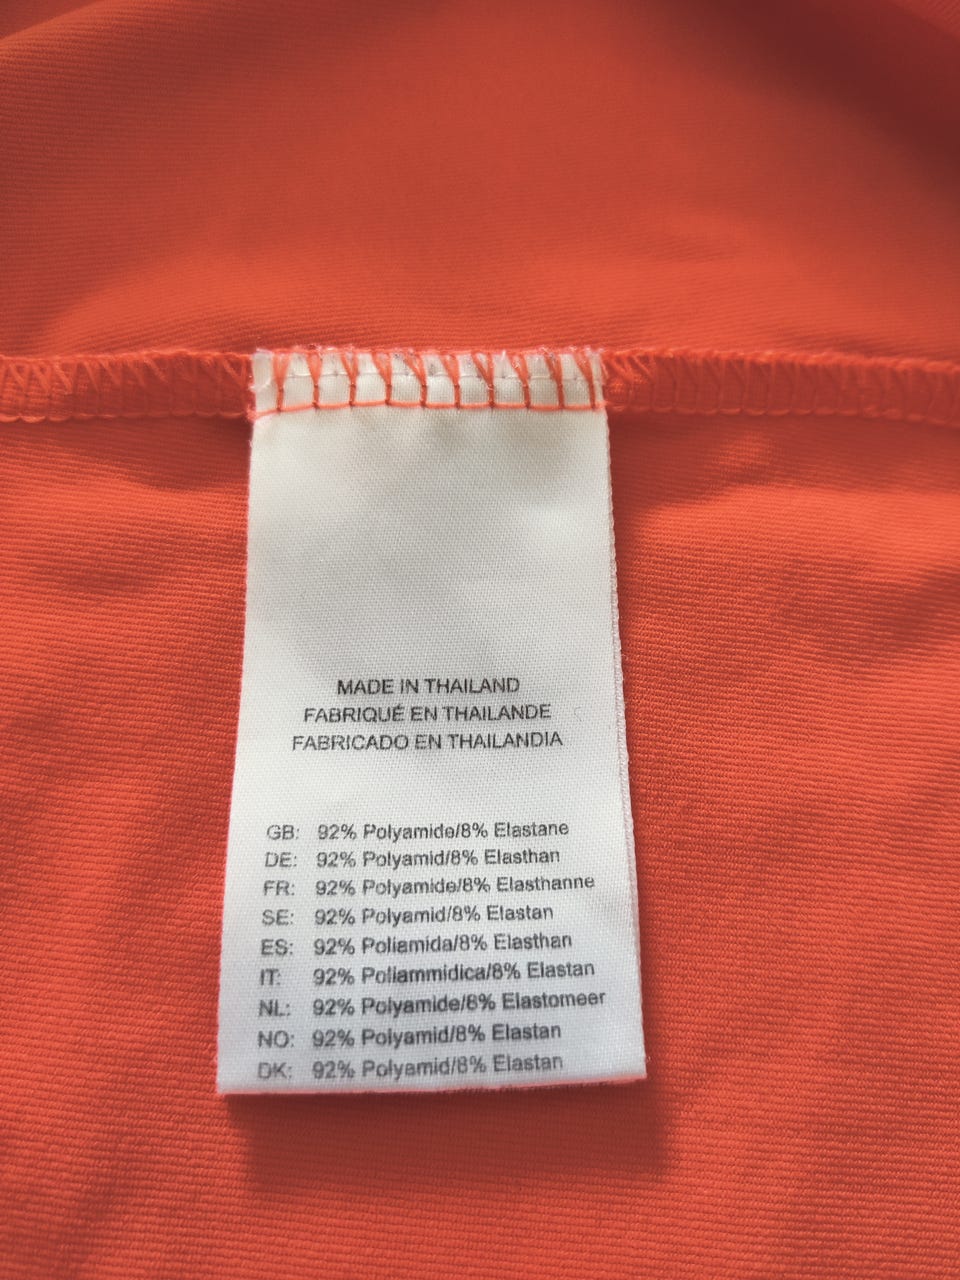 MADE IN THAILAND
FABRIQUÉ EN THAILANDE
FABRICADO EN THAILANDIA
GB: 92% Polyamide/8% Elastane
DE: 92% Polyamid/8% Elasthan
FR: 92% Polyamide/8% Elasthanne
SE: 92% Polyamid/8% Elastan
ES: 92% Poliamida/8% Elasthan
IT: 92% Poliammidica/8% Elastan
NL: 92% Polyamide/8% Elastomeer
NO: 92% Polyamid/8% Elastan
DK: 92% Polyamid/8% Elastan